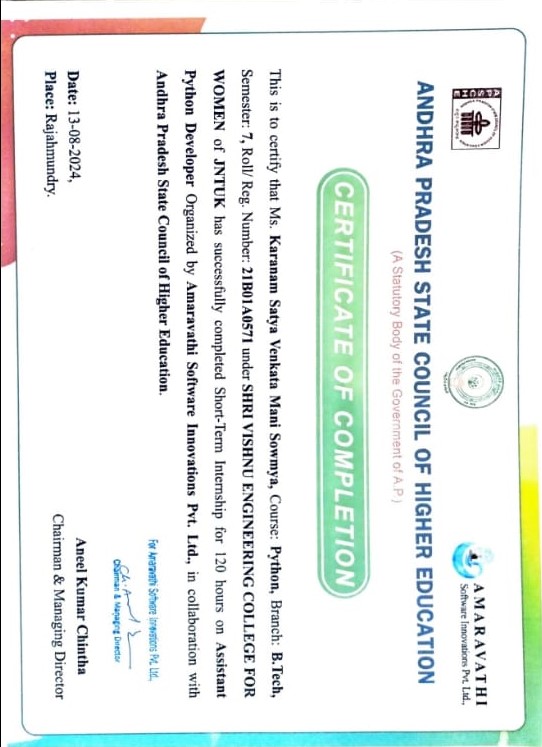 APSCHE
AMARAVATHI
Software Innovations Pvt. Ltd.,
ANDHRA PRADESH STATE COUNCIL OF HIGHER EDUCATION
(A Statutory Body of the Government of A.P.)
CERTIFICATE OF COMPLETION
This is to certify that Ms. Karanam Satya Venkata Mani Sowmya, Course: Python, Branch: B.Tech,
Semester: 7, Roll/ Reg. Number: 21B01A0571 under SHRI VISHNU ENGINEERING COLLEGE FOR
WOMEN of JNTUK has successfully completed Short-Term Internship for 120 hours on Assistant
Python Developer Organized by Amaravathi Software Innovations Pvt. Ltd., in collaboration with
Andhra Pradesh State Council of Higher Education.
For Amaravathi Software Innovations Pvt. Ltd.,
Chairman & Managing Director
Date: 13-08-2024,
Place: Rajahmundry.
Aneel Kumar Chintha
Chairman & Managing Director